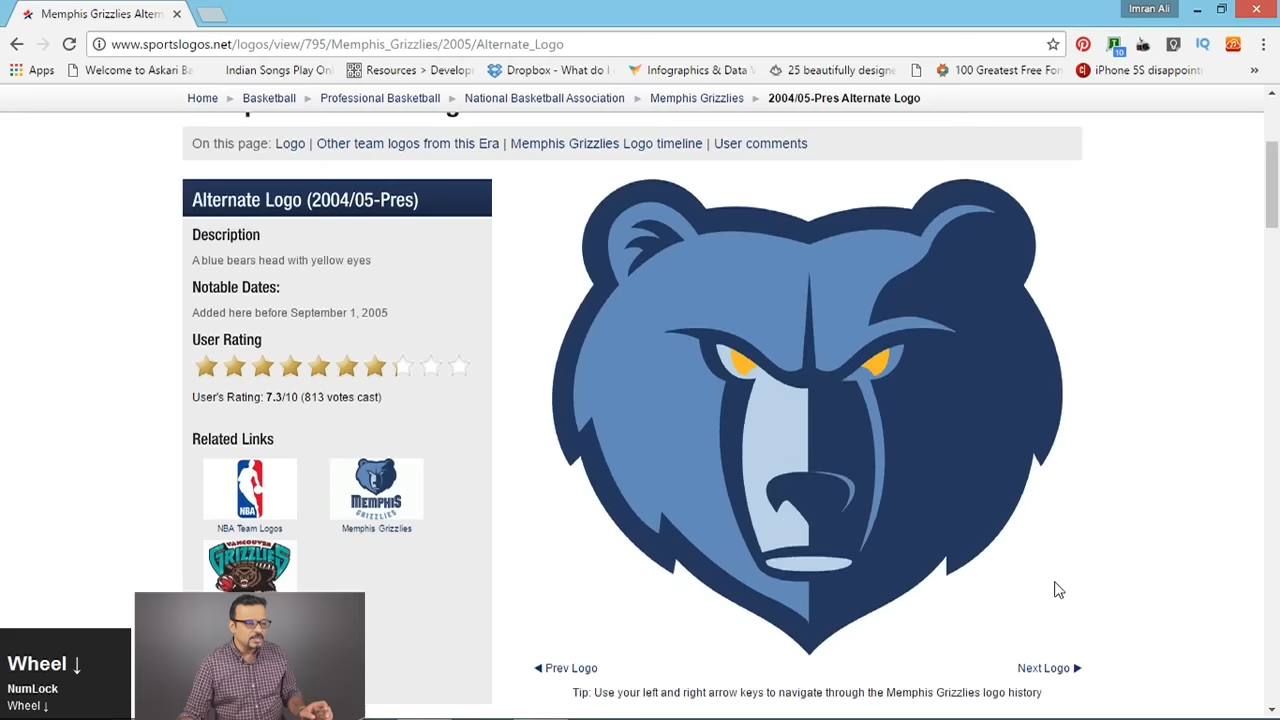 Memphis Grizzlies Altern
Imran Ali
www.sportslogos.net/logos/view/795/Memphis_Grizzlies/2005/Alternate_Logo
10
IQ
Apps
Welcome to Askari Ba
Indian Songs Play On
Resources > Develop
Dropbox - What do I
Infographics & Data V
25 beautifully designe
100 Greatest Free Fon
iPhone 5S disappoint
»
Home ► Basketball ► Professional Basketball ► National Basketball Association ► Memphis Grizzlies ► 2004/05-Pres Alternate Logo
On this page: Logo | Other team logos from this Era | Memphis Grizzlies Logo timeline | User comments
Alternate Logo (2004/05-Pres)
Description
A blue bears head with yellow eyes
Notable Dates:
Added here before September 1, 2005
User Rating
User's Rating: 7.3/10 (813 votes cast)
Related Links
NBA
MEMPHIS
GRIZZLIES
NBA Team Logos
Memphis Grizzlies
VANCOUVER
GRIZZLIES
◄ Prev Logo
Next Logo ►
Tip: Use your left and right arrow keys to navigate through the Memphis Grizzlies logo history
Wheel ↓
NumLock
Wheel ↓